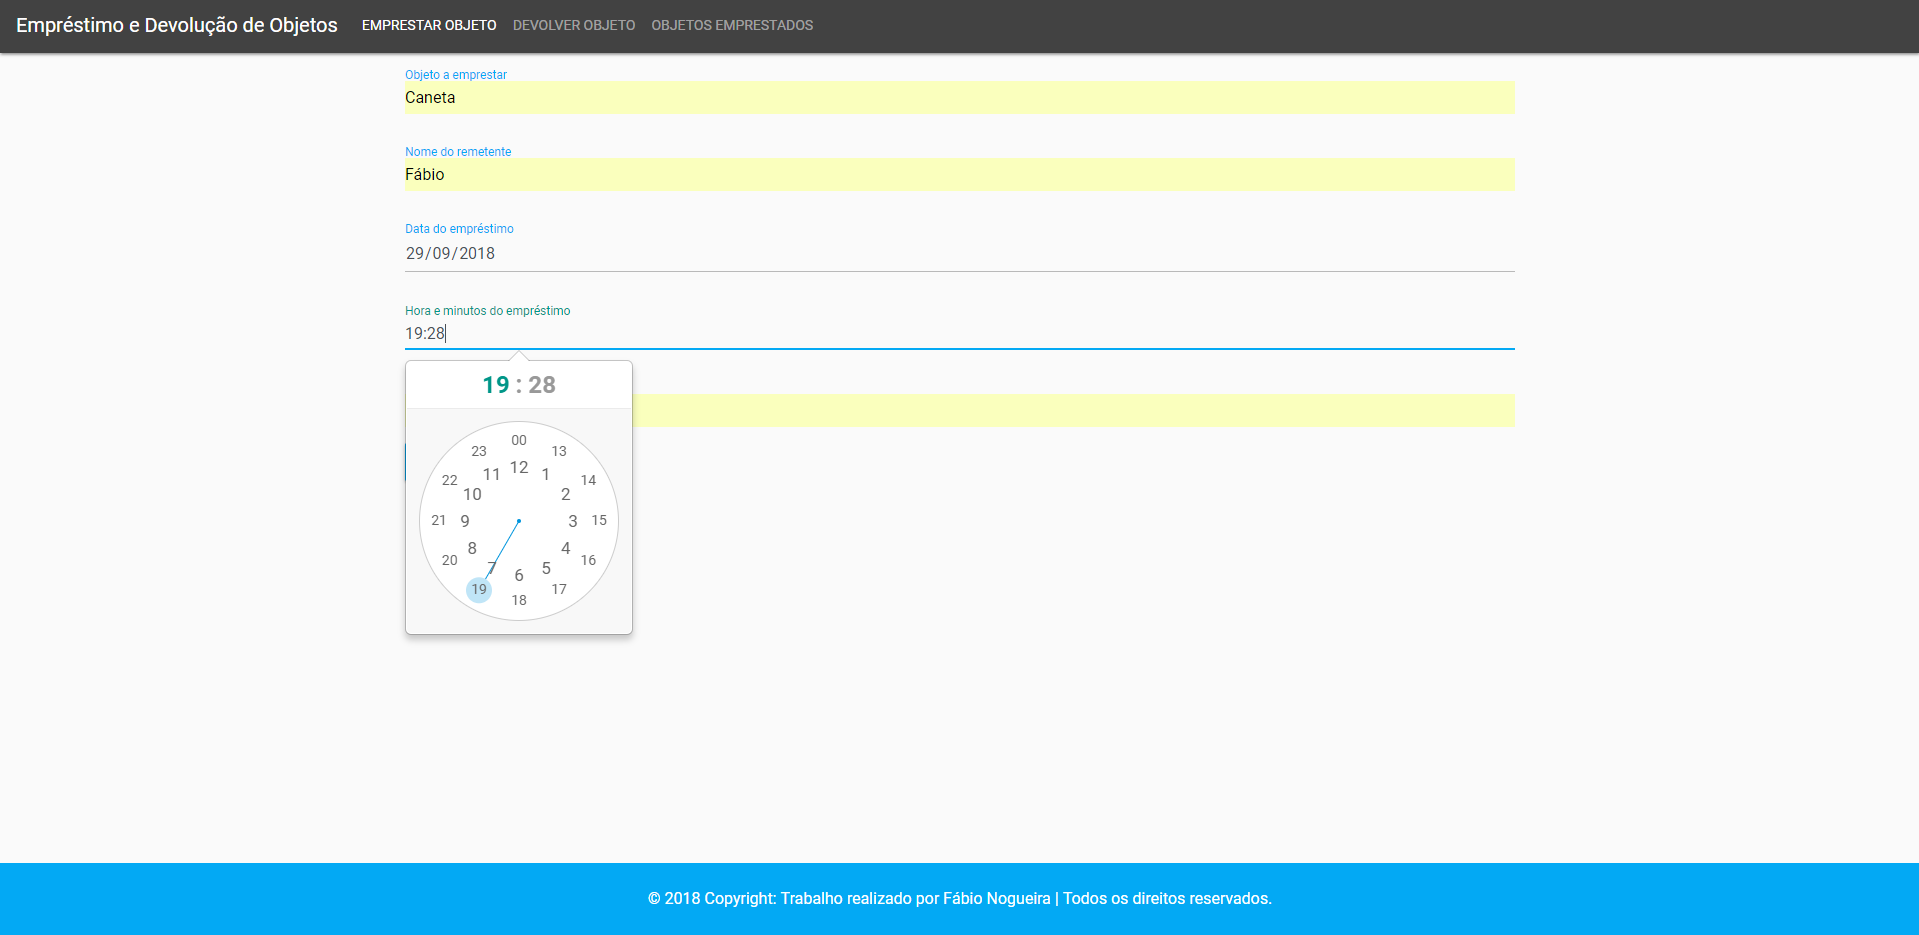 Empréstimo e Devolução de Objetos EMPRESTAR OBJETO DEVOLVER OBJETO OBJETOS EMPRESTADOS
Objeto a emprestar
Caneta
Nome do remetente
Fábio
Data do empréstimo
29/09/2018
Hora e minutos do empréstimo
19:28
19 : 28
00
23 13
12
11 1
22 14
10 2
21 9 3 15
8 4
20 16
7 5
6
19 17
18
© 2018 Copyright: Trabalho realizado por Fábio Nogueira | Todos os direitos reservados.